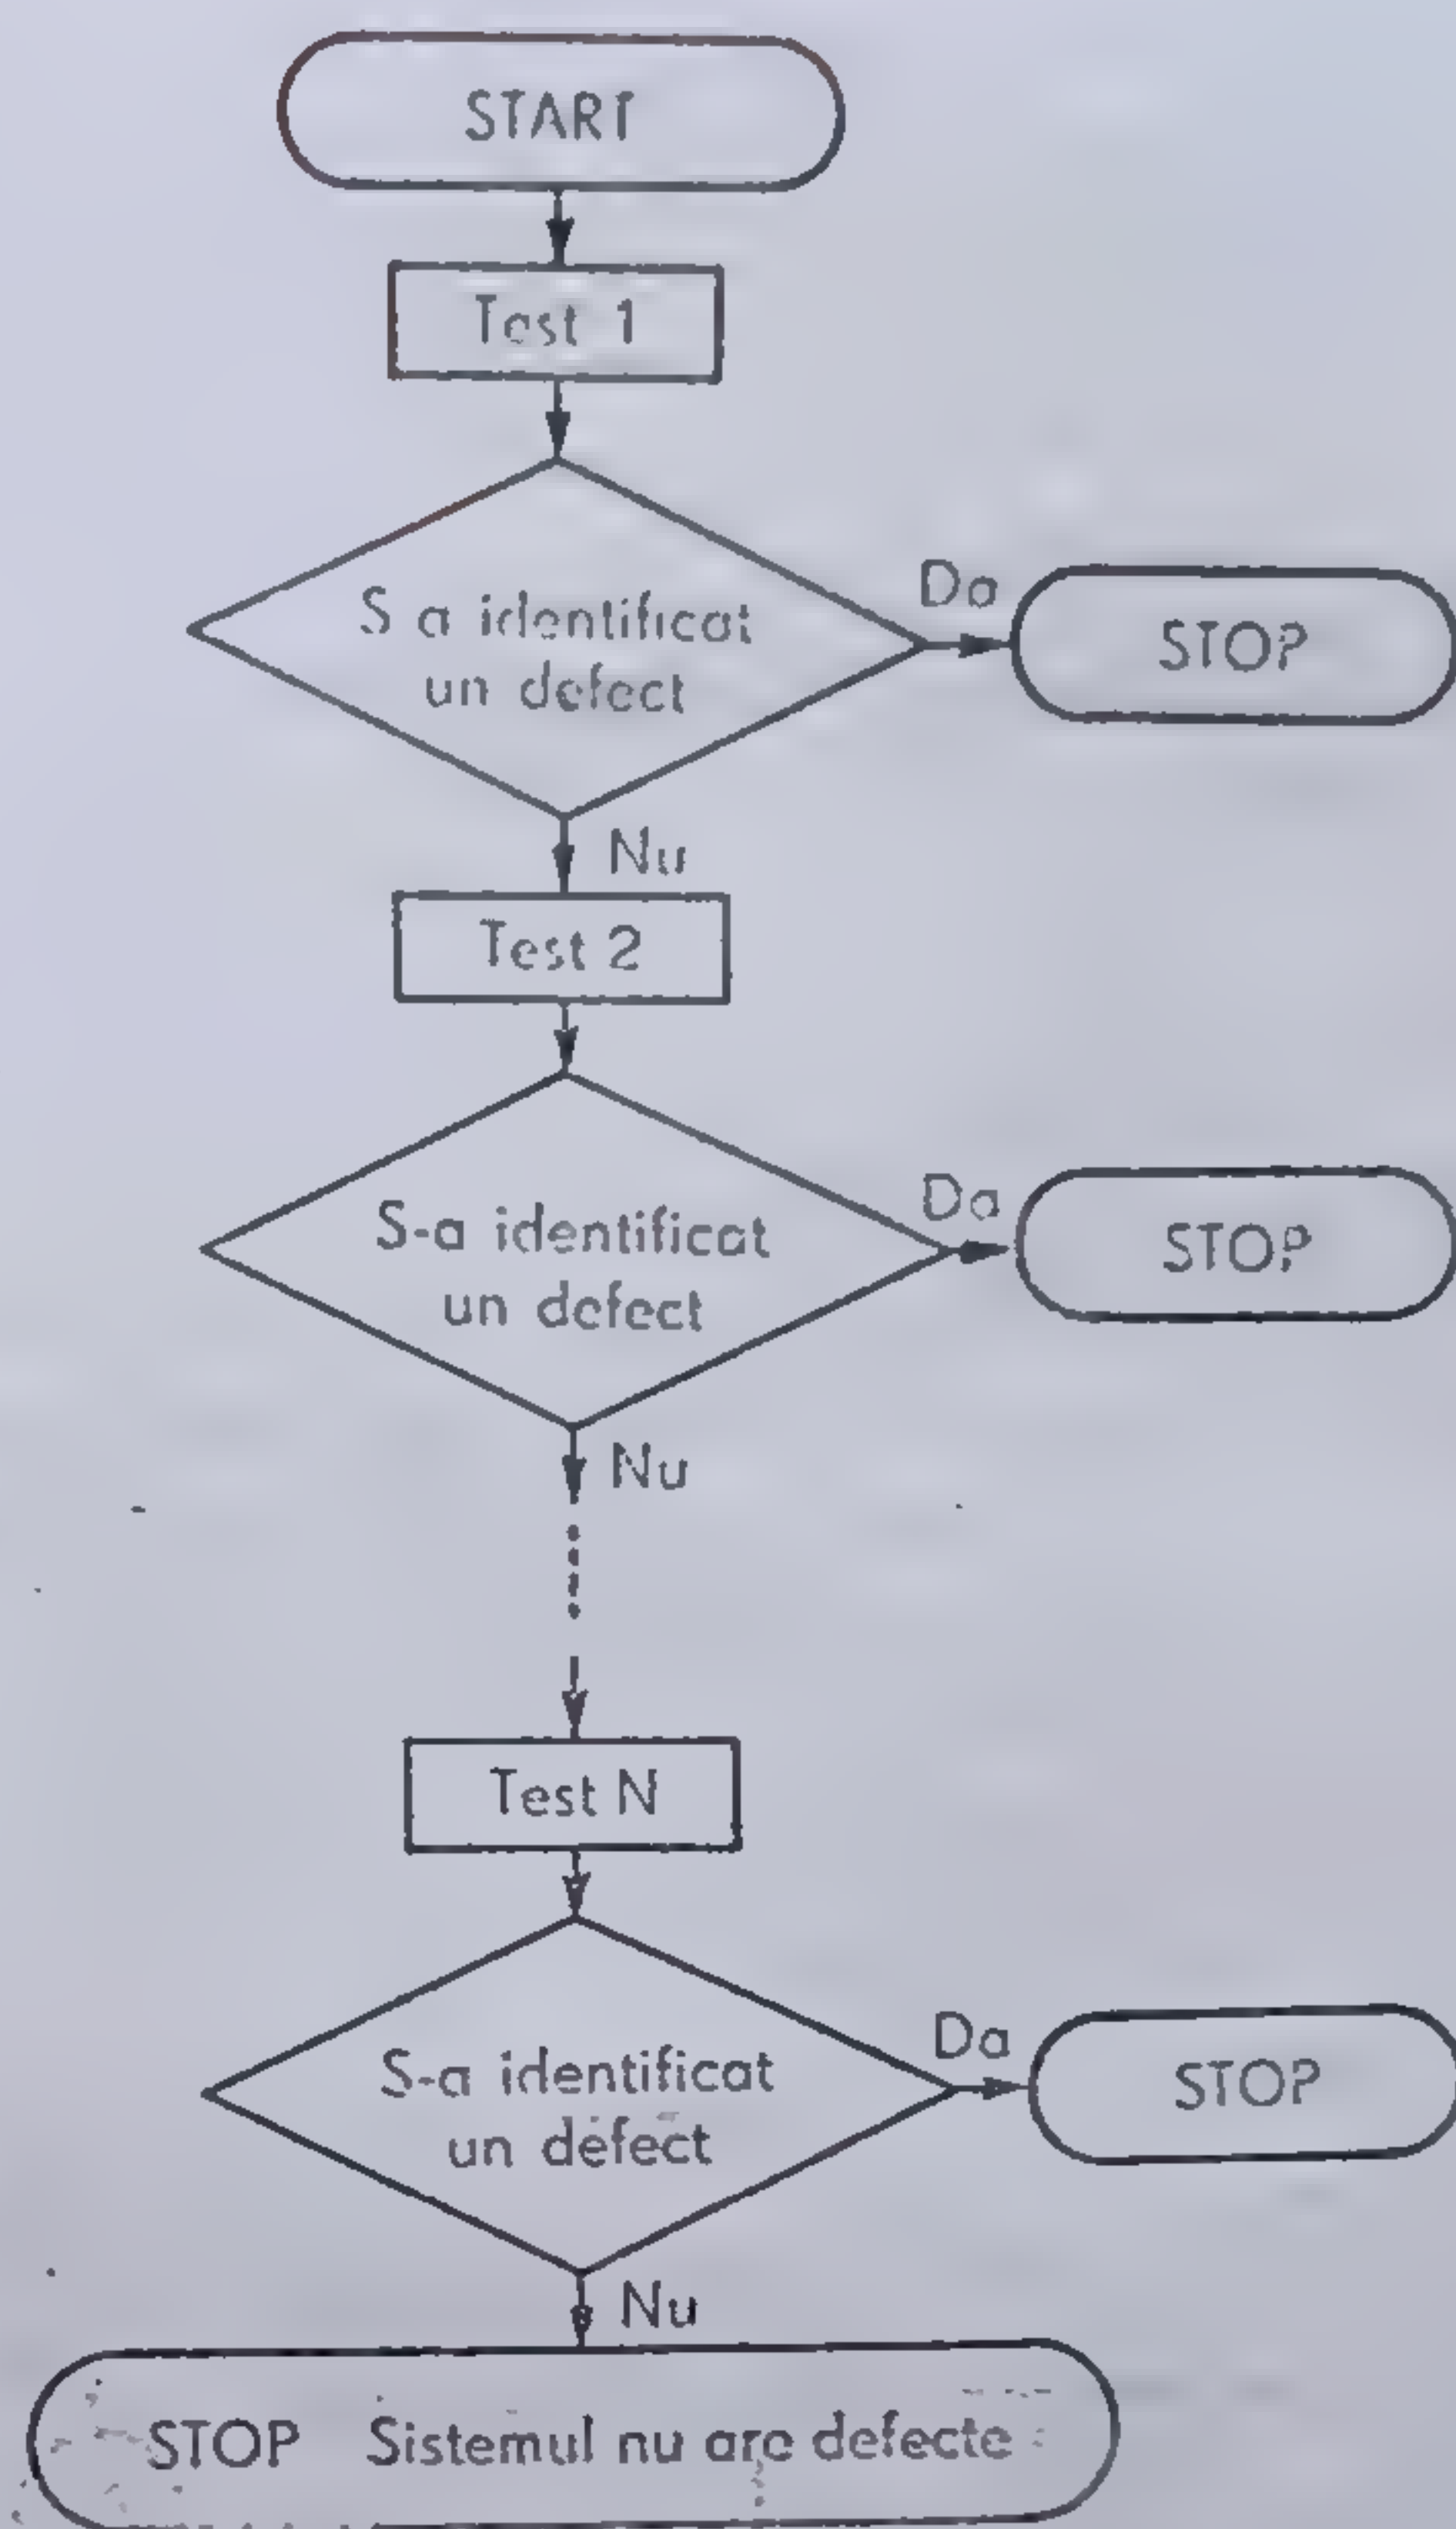 START
Test 1
S a identificat
un defect
Da
STOP
Nu
Test 2
S-a identificat
un defect
Da
STOP
Nu
Test N
S-a identificat
un defect
Da
STOP
Nu
STOP Sistemul nu are defecte